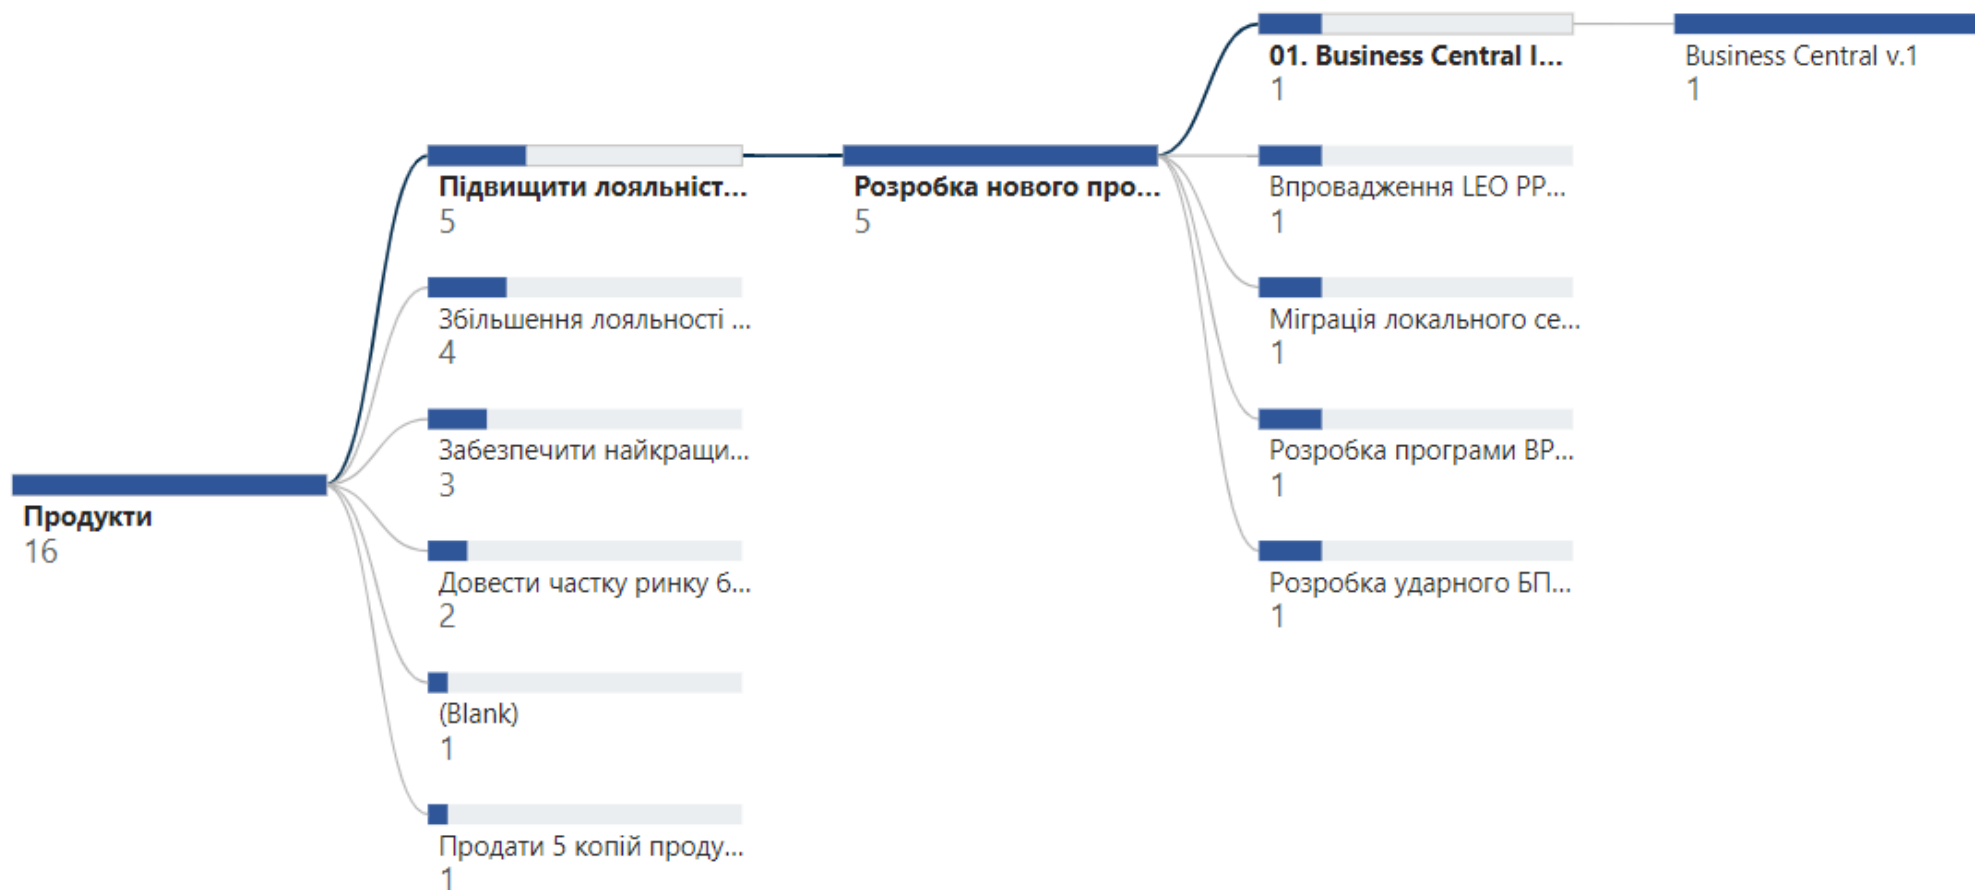 01. Business Central I...
1
Business Central v.1
1
Підвищити лояльніст...
5
Розробка нового про...
5
Впровадження LEO PP...
1
Збільшення лояльності ...
4
Міграція локального се...
1
Забезпечити найкращи...
3
Розробка програми ВР...
1
Продукти
16
Довести частку ринку б...
2
Розробка ударного БП...
1
(Blank)
1
Продати 5 копій проду...
1